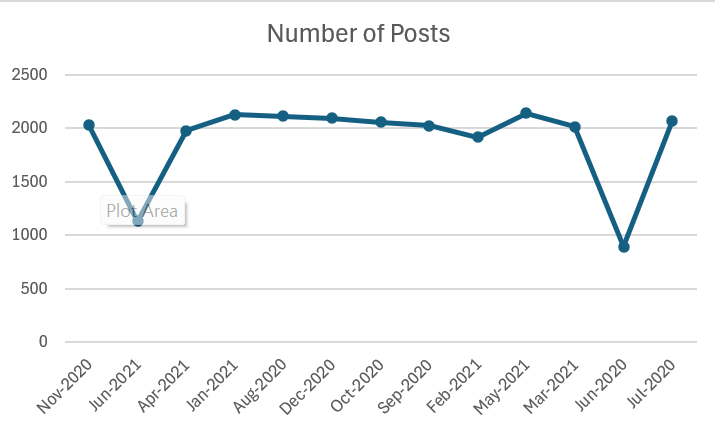 Number of Posts
2500
2000
1500
Plot Area
1000
500
0
Nov-2020
Jun-2021
Apr-2021
Jan-2021
Aug-2020
Dec-2020
Oct-2020
Sep-2020
Feb-2021
May-2021
Mar-2021
Jun-2020
Jul-2020